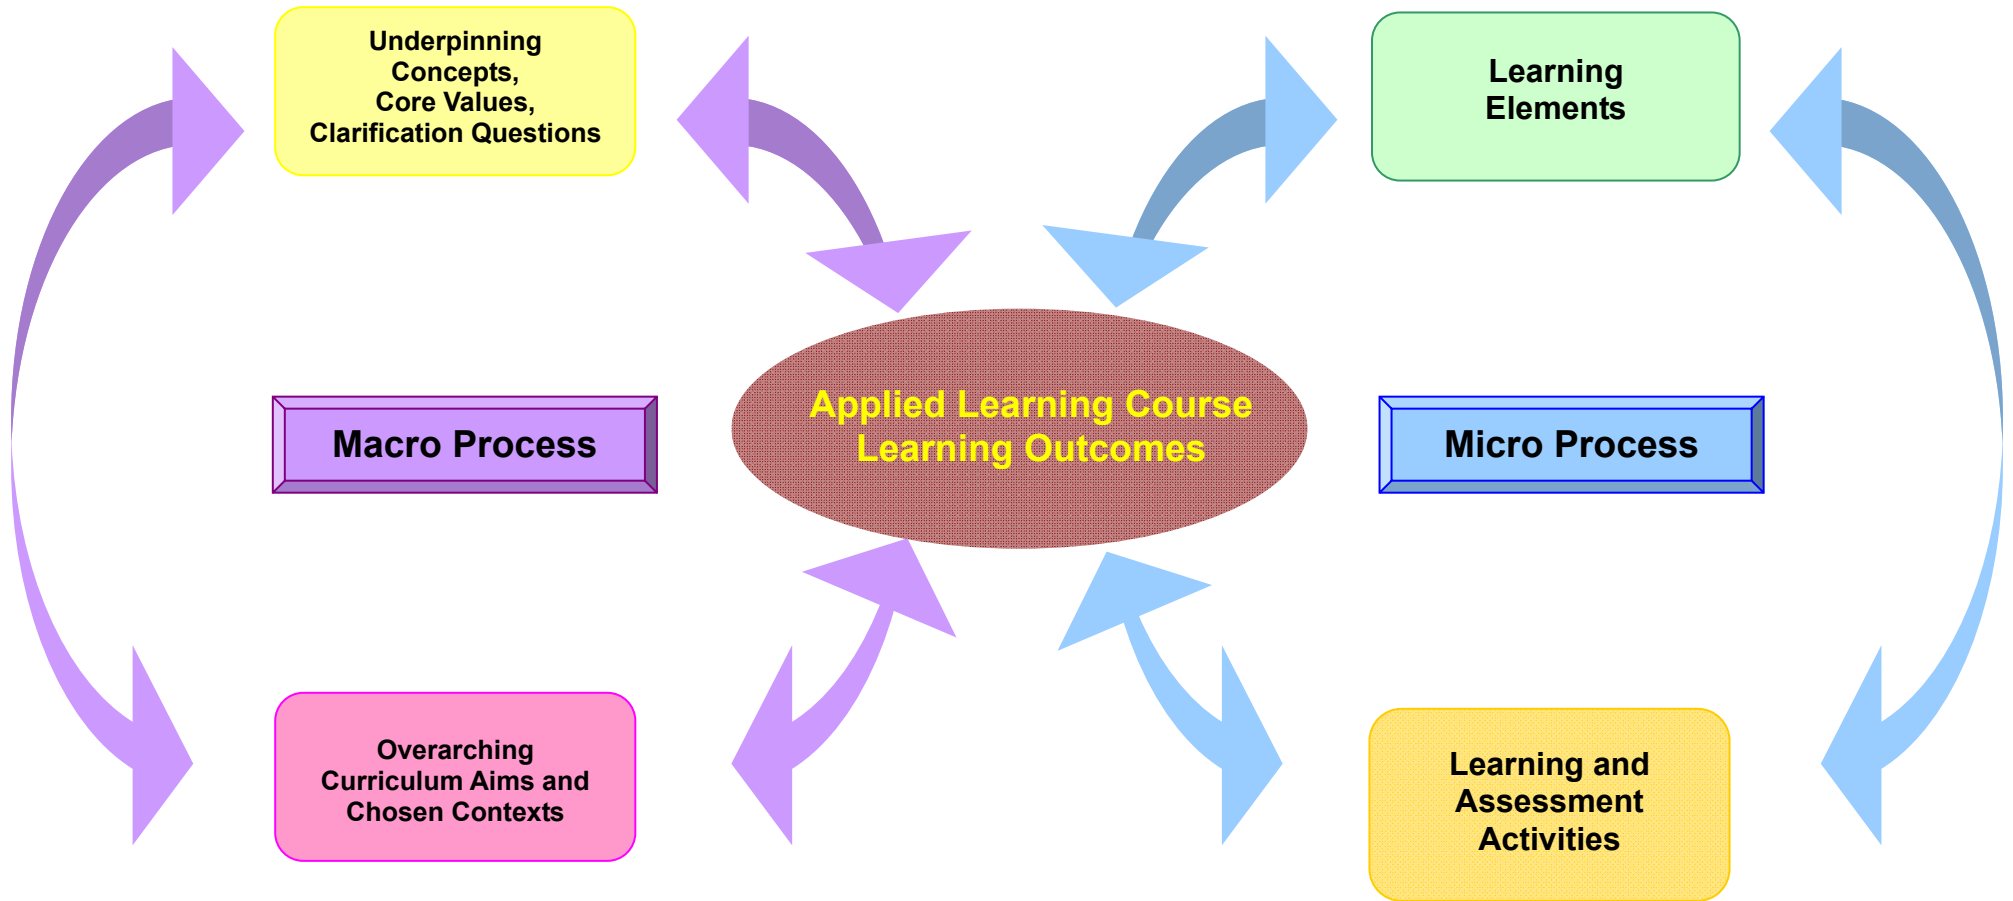 Underpinning
Concepts,
Core Values,
Clarification Questions
Learning
Elements
Applied Learning Course
Learning Outcomes
Macro Process
Micro Process
Overarching
Curriculum Aims and
Chosen Contexts
Learning and
Assessment
Activities